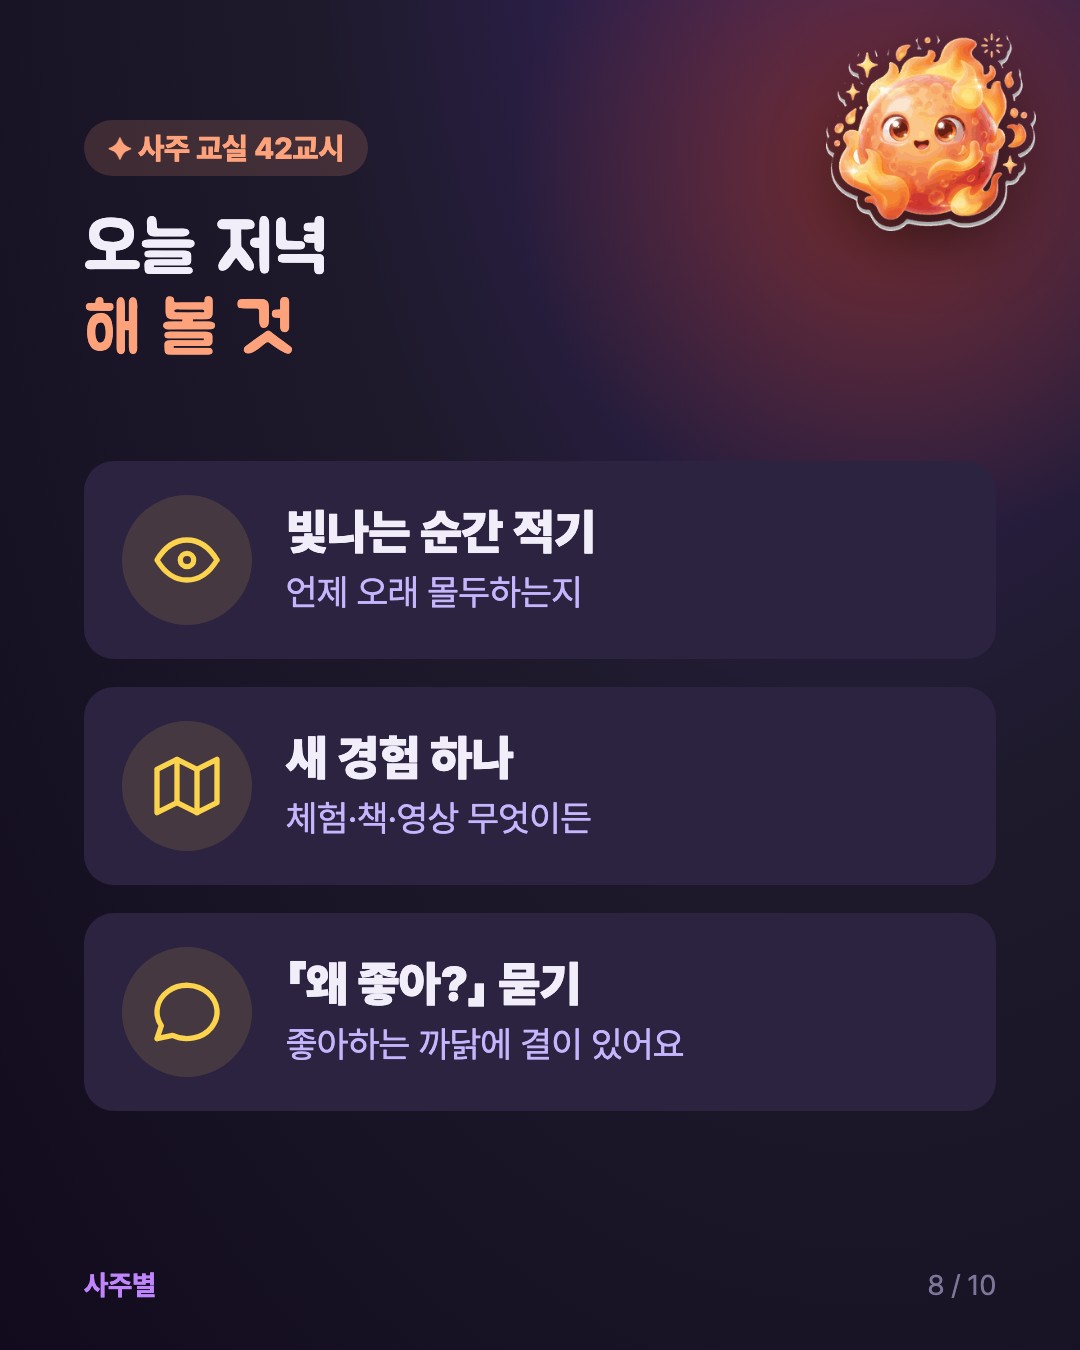 ✦ 사주 교실 42교시
오늘 저녁
해 볼 것
빛나는 순간 적기
언제 오래 몰두하는지
새 경험 하나
체험·책·영상 무엇이든
「왜 좋아?」 묻기
좋아하는 까닭에 결이 있어요
사주별
8 / 10